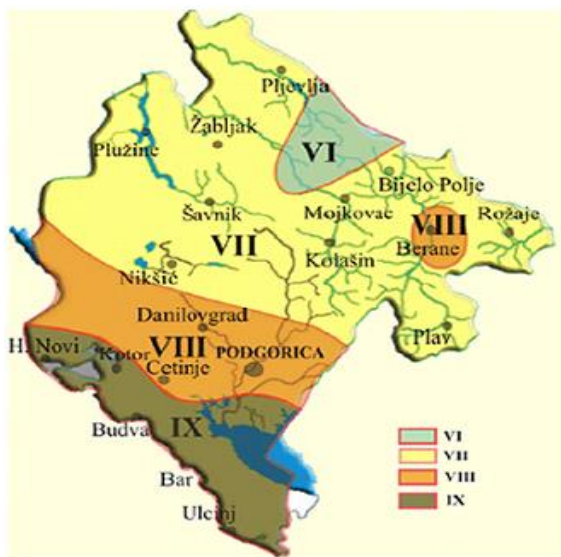 Pljevlja
Žabljak
VI
Plužine
Bijelo Polje
Šavnik
Mojkovac
VIII
Rožaje
VII
Berane
Kolašin
Nikšić
Danilovgrad
Plav
H. Novi
VIII
PODGORICA
Kotor
Cetinje
Budva
IX
Bar
Ulcinj
VI
VII
VIII
IX